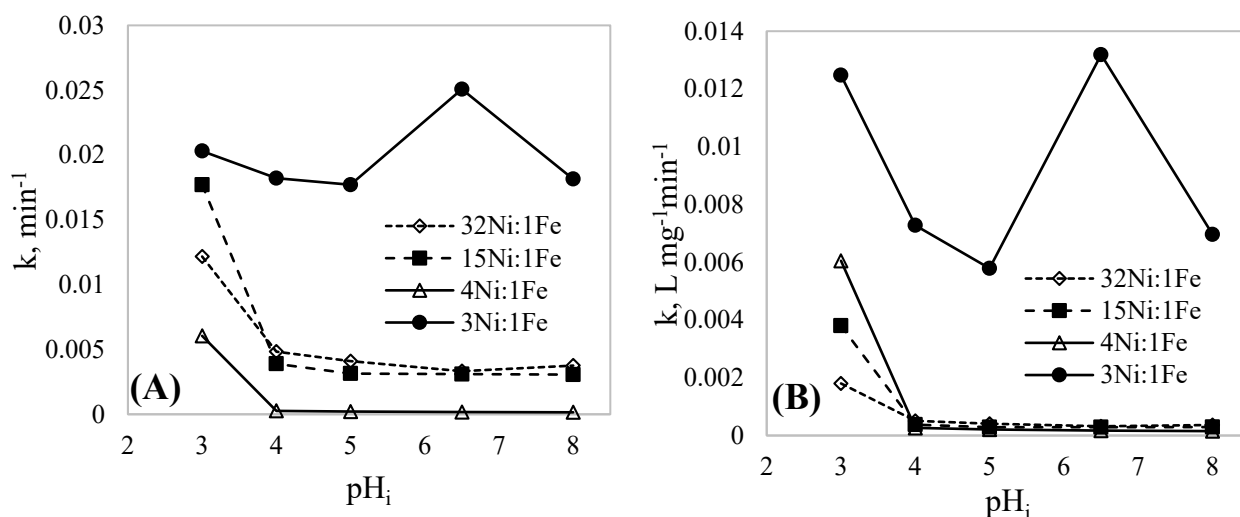 0.03
0.025
0.02
0.015
0.01
0.005
0
2 3 4 5 6 7 8
k, min⁻¹
pHᵢ
32Ni:1Fe
15Ni:1Fe
4Ni:1Fe
3Ni:1Fe
(A)
0.014
0.012
0.01
0.008
0.006
0.004
0.002
0
2 3 4 5 6 7 8
k, L mg⁻¹min⁻¹
pHᵢ
32Ni:1Fe
15Ni:1Fe
4Ni:1Fe
3Ni:1Fe
(B)